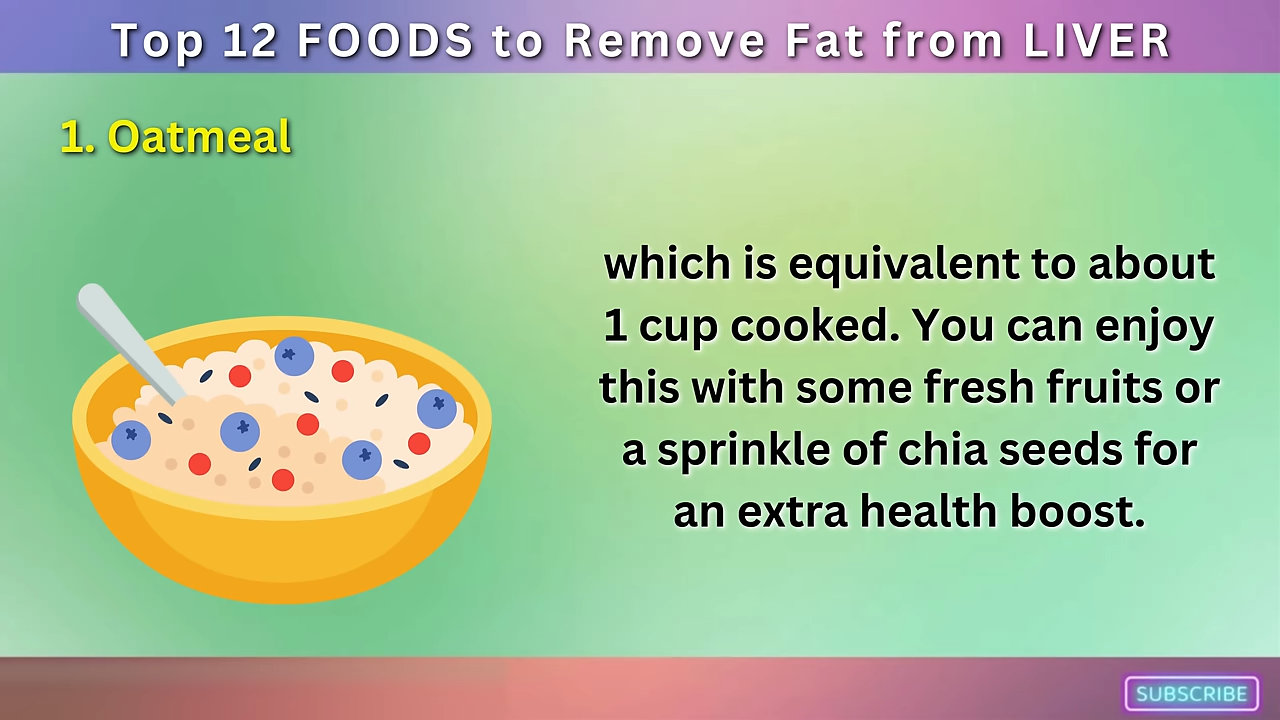 Top 12 FOODS to Remove Fat from LIVER
1. Oatmeal
which is equivalent to about
1 cup cooked. You can enjoy
this with some fresh fruits or
a sprinkle of chia seeds for
an extra health boost.
SUBSCRIBE